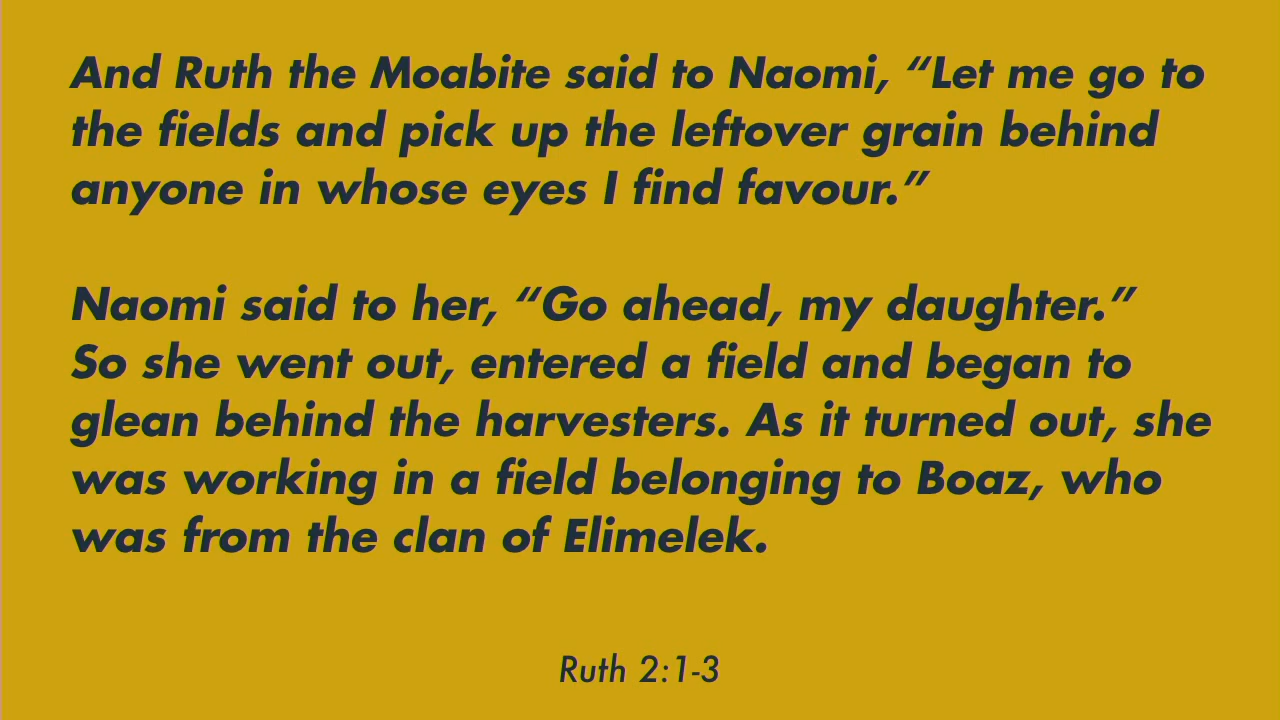 And Ruth the Moabite said to Naomi, “Let me go to
the fields and pick up the leftover grain behind
anyone in whose eyes I find favour.”
Naomi said to her, “Go ahead, my daughter.”
So she went out, entered a field and began to
glean behind the harvesters. As it turned out, she
was working in a field belonging to Boaz, who
was from the clan of Elimelek.
Ruth 2:1-3